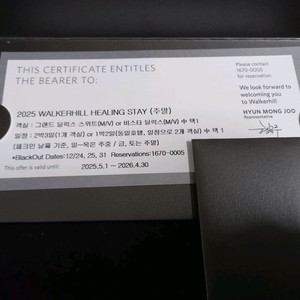 THIS CERTIFICATE ENTITLES
THE BEARER TO:
Please contact
1670-0005
for reservation.
We look forward to
welcoming you
to Walkerhill
HYUN MONG JOO
Representative
2025 WALKERHILL HEALING STAY (주말)
객실 : 그랜드 딜럭스 스위트(M/V) or 비스타 딜럭스(M/V) 中 택1
일정 : 2박3일(1개 객실) or 1박2일(동일호텔, 일정으로 2개 객실) 中 택1
(체크인 날짜 기준, 일~목은 주중 / 금, 토는 주말)
•BlackOut Dates:12/24, 25, 31 Reservations:1670-0005
This offer is valid until: 2025.5.1 ~ 2026.4.30